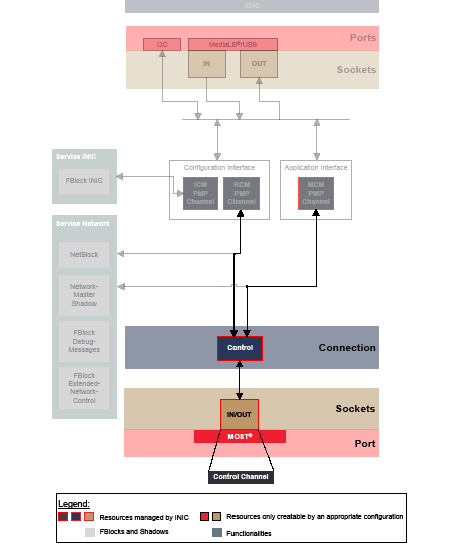 EHC
Ports
I2C
MediaLB®/USB
IN
OUT
Sockets
Service INIC
FBlock INIC
Configuration Interface
Application Interface
ICM
PMP
Channel
RCM
PMP
Channel
MCM
PMP
Channel
Service Network
NetBlock
Network-
Master
Shadow
FBlock
Debug-
Messages
FBlock
Extended-
Network-
Control
Control
Connection
IN/OUT
Sockets
MOST®
Port
Control Channel
Legend:
Resources managed by INIC
Resources only creatable by an appropriate configuration
FBlocks and Shadows
Functionalities